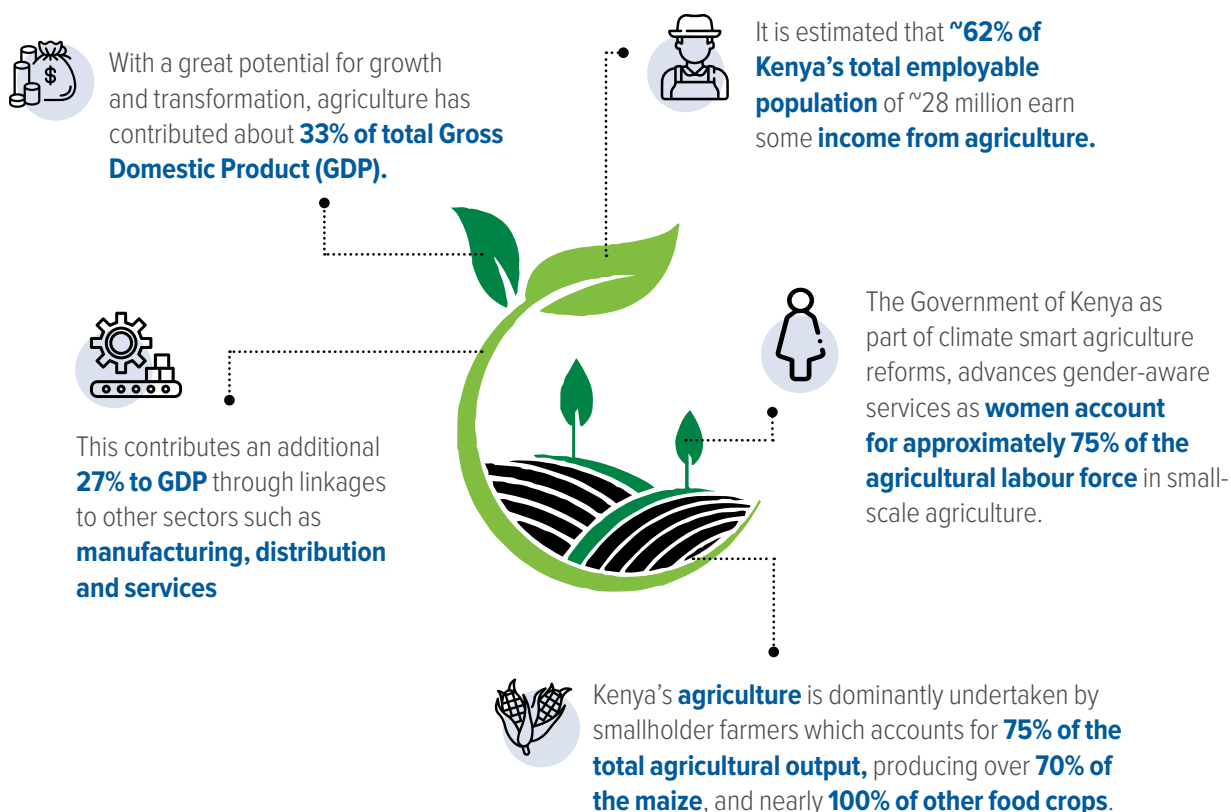 With a great potential for growth
and transformation, agriculture has
contributed about 33% of total Gross
Domestic Product (GDP).
It is estimated that ~62% of
Kenya's total employable
population of ~28 million earn
some income from agriculture.
This contributes an additional
27% to GDP through linkages
to other sectors such as
manufacturing, distribution
and services
The Government of Kenya as
part of climate smart agriculture
reforms, advances gender-aware
services as women account
for approximately 75% of the
agricultural labour force in small-
scale agriculture.
Kenya's agriculture is dominantly undertaken by
smallholder farmers which accounts for 75% of the
total agricultural output, producing over 70% of
the maize, and nearly 100% of other food crops.